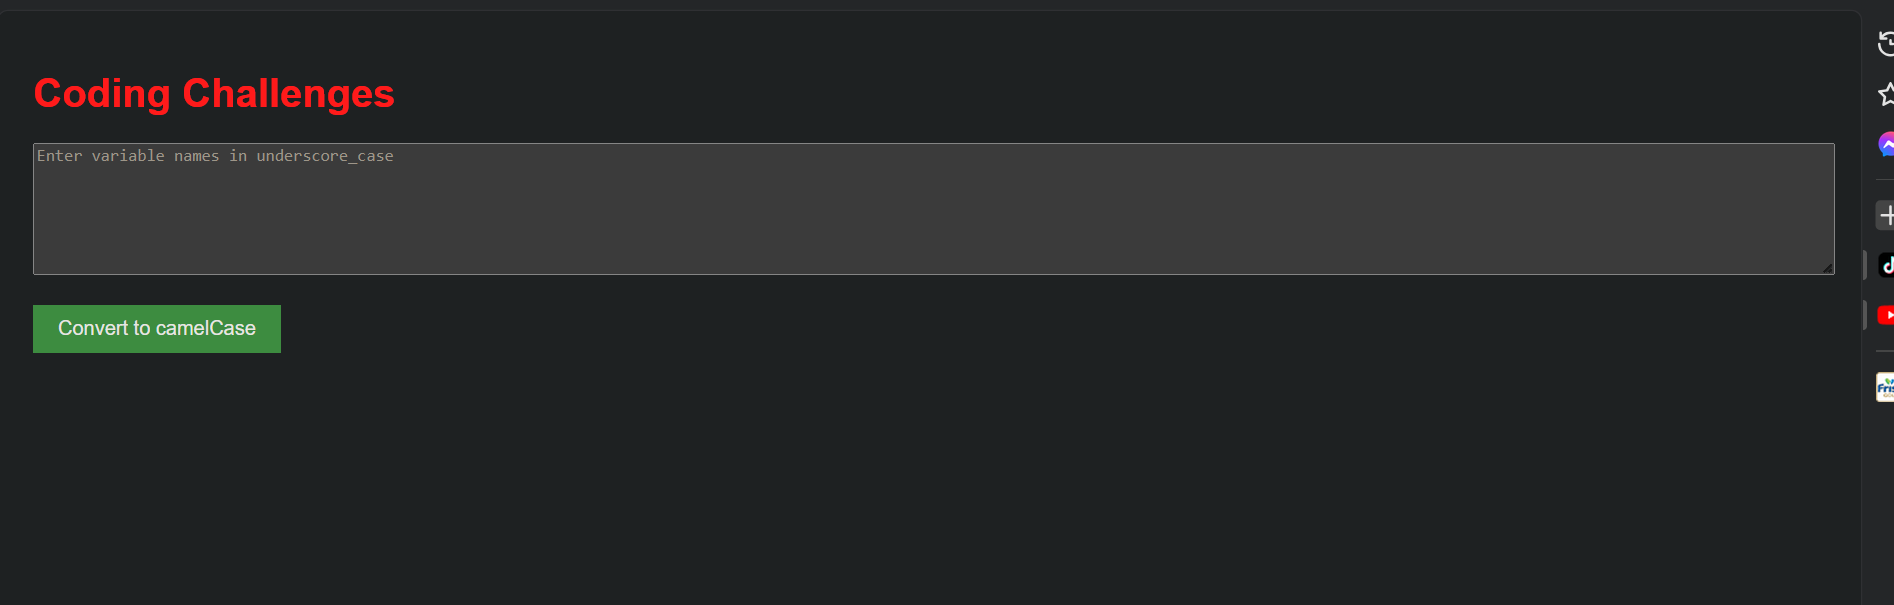 Coding Challenges
Enter variable names in underscore_case
Convert to camelCase